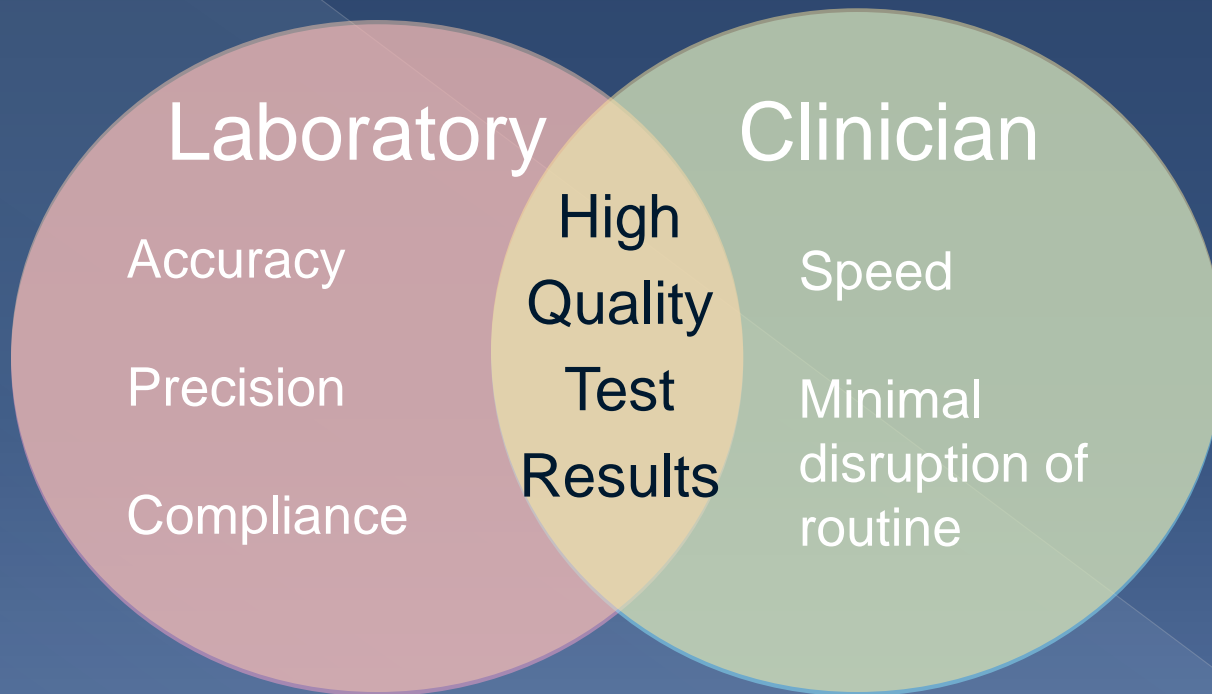 Laboratory
Accuracy
Precision
Compliance
High
Quality
Test
Results
Clinician
Speed
Minimal
disruption of
routine